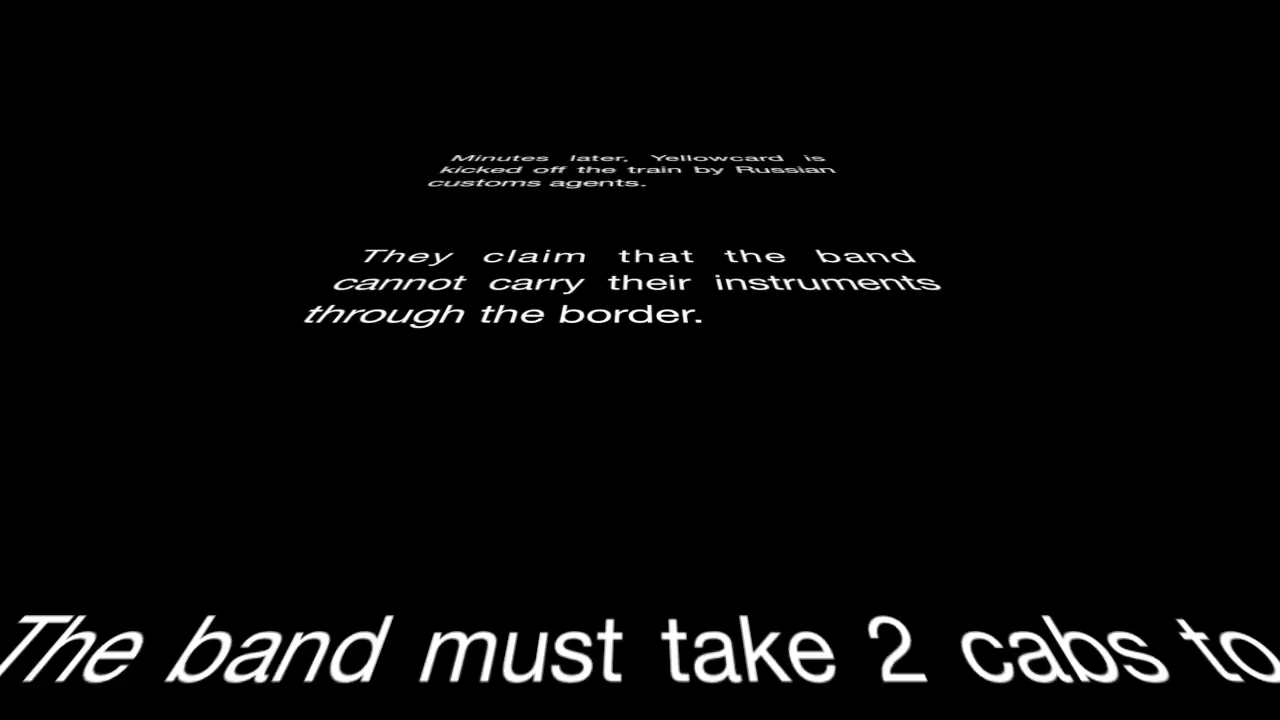 Minutes later, Yellowcard is
kicked off the train by Russian
customs agents.
They claim that the band
cannot carry their instruments
through the border.
The band must take 2 cabs to